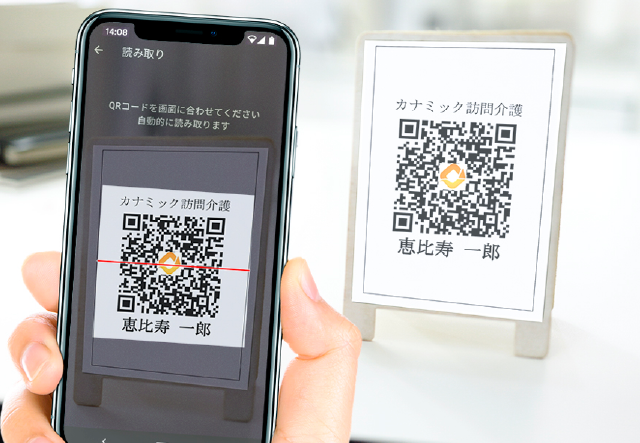 14:08
読み取り
QRコードを画面に合わせてください
自動的に読み取ります
カナミック訪問介護
恵比寿 一郎
カナミック訪問介護
恵比寿 一郎